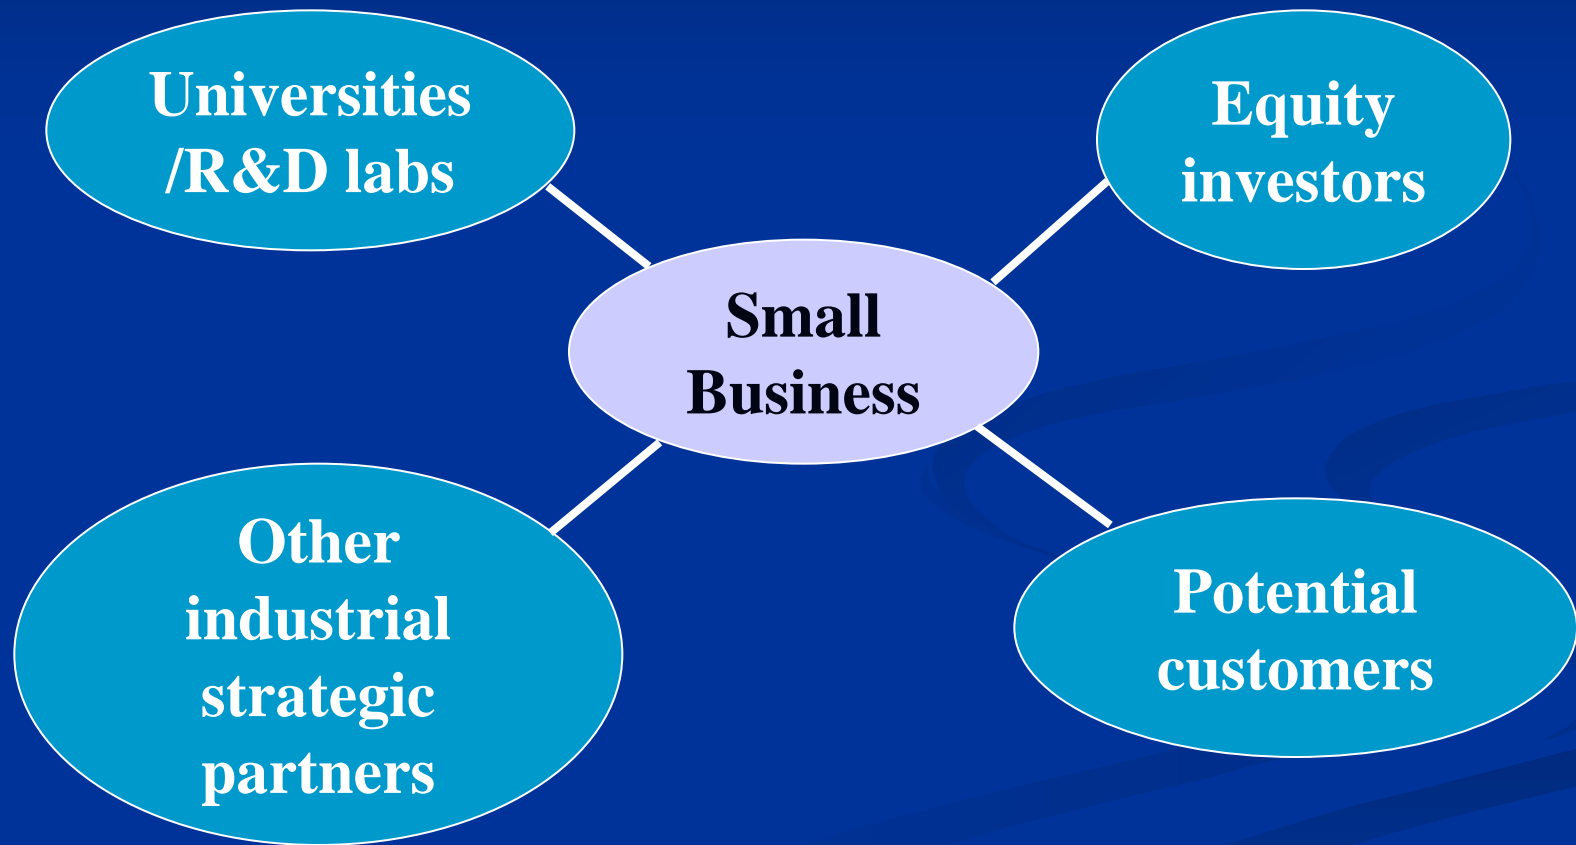 Universities
/R&D labs
Equity
investors
Small
Business
Other
industrial
strategic
partners
Potential
customers